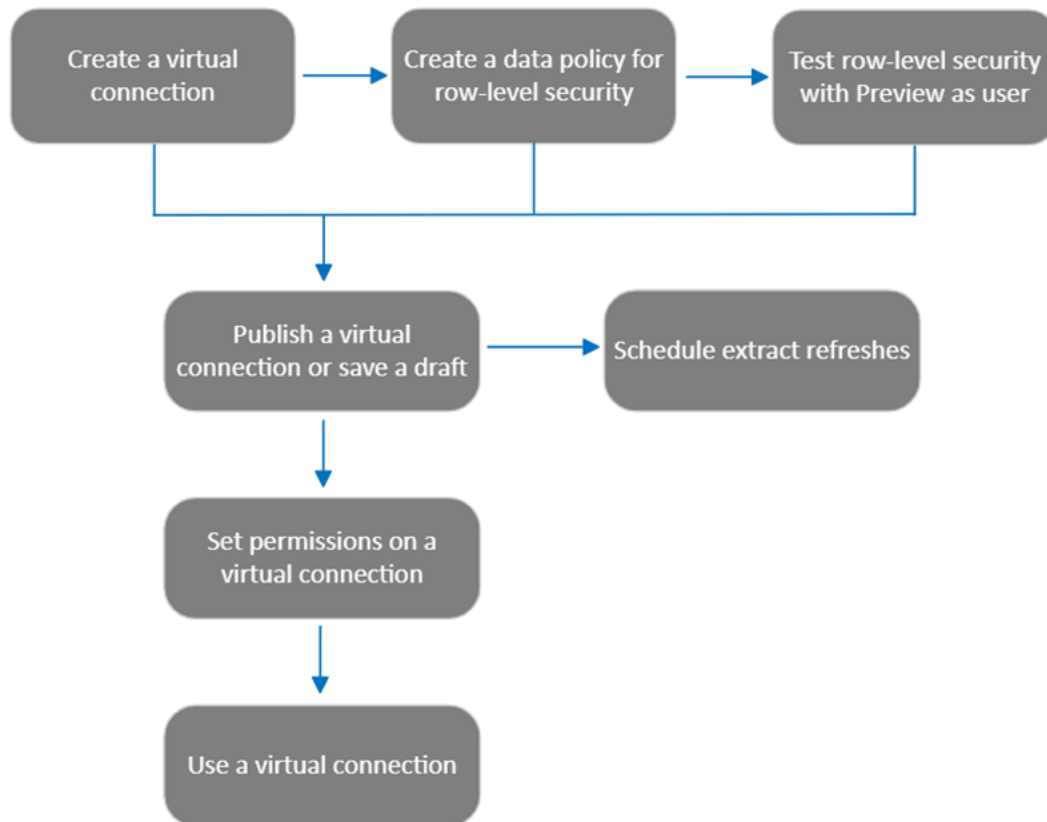 Create a virtual
connection
Create a data policy for
row-level security
Test row-level security
with Preview as user
Publish a virtual
connection or save a draft
Schedule extract refreshes
Set permissions on a
virtual connection
Use a virtual connection